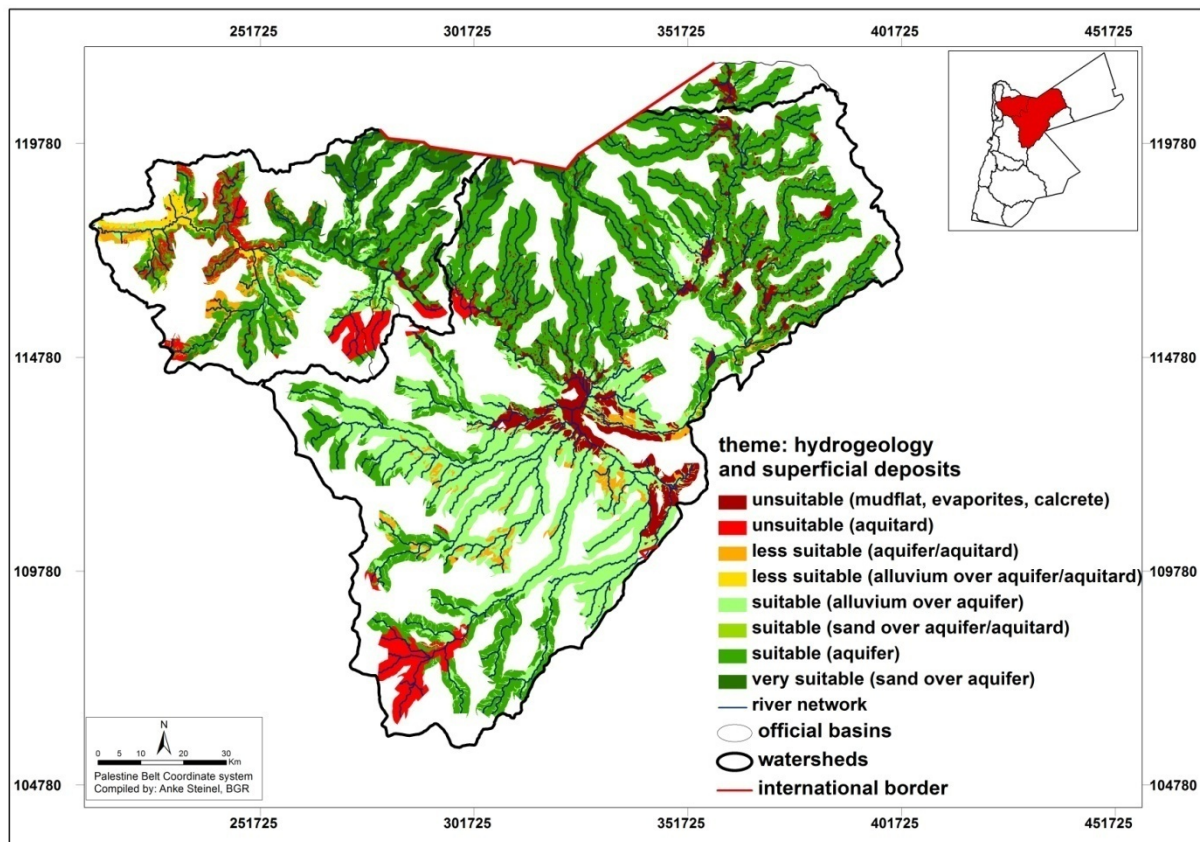 251725 301725 351725 401725 451725
119780 119780
114780 114780
109780 109780
104780 104780
theme: hydrogeology
and superficial deposits
unsuitable (mudflat, evaporites, calcrete)
unsuitable (aquitard)
less suitable (aquifer/aquitard)
less suitable (alluvium over aquifer/aquitard)
suitable (alluvium over aquifer)
suitable (sand over aquifer/aquitard)
suitable (aquifer)
very suitable (sand over aquifer)
river network
official basins
watersheds
international border
N
0 5 10 20 30
Km
Palestine Belt Coordinate system
Compiled by: Anke Steinel, BGR
251725 301725 351725 401725 451725